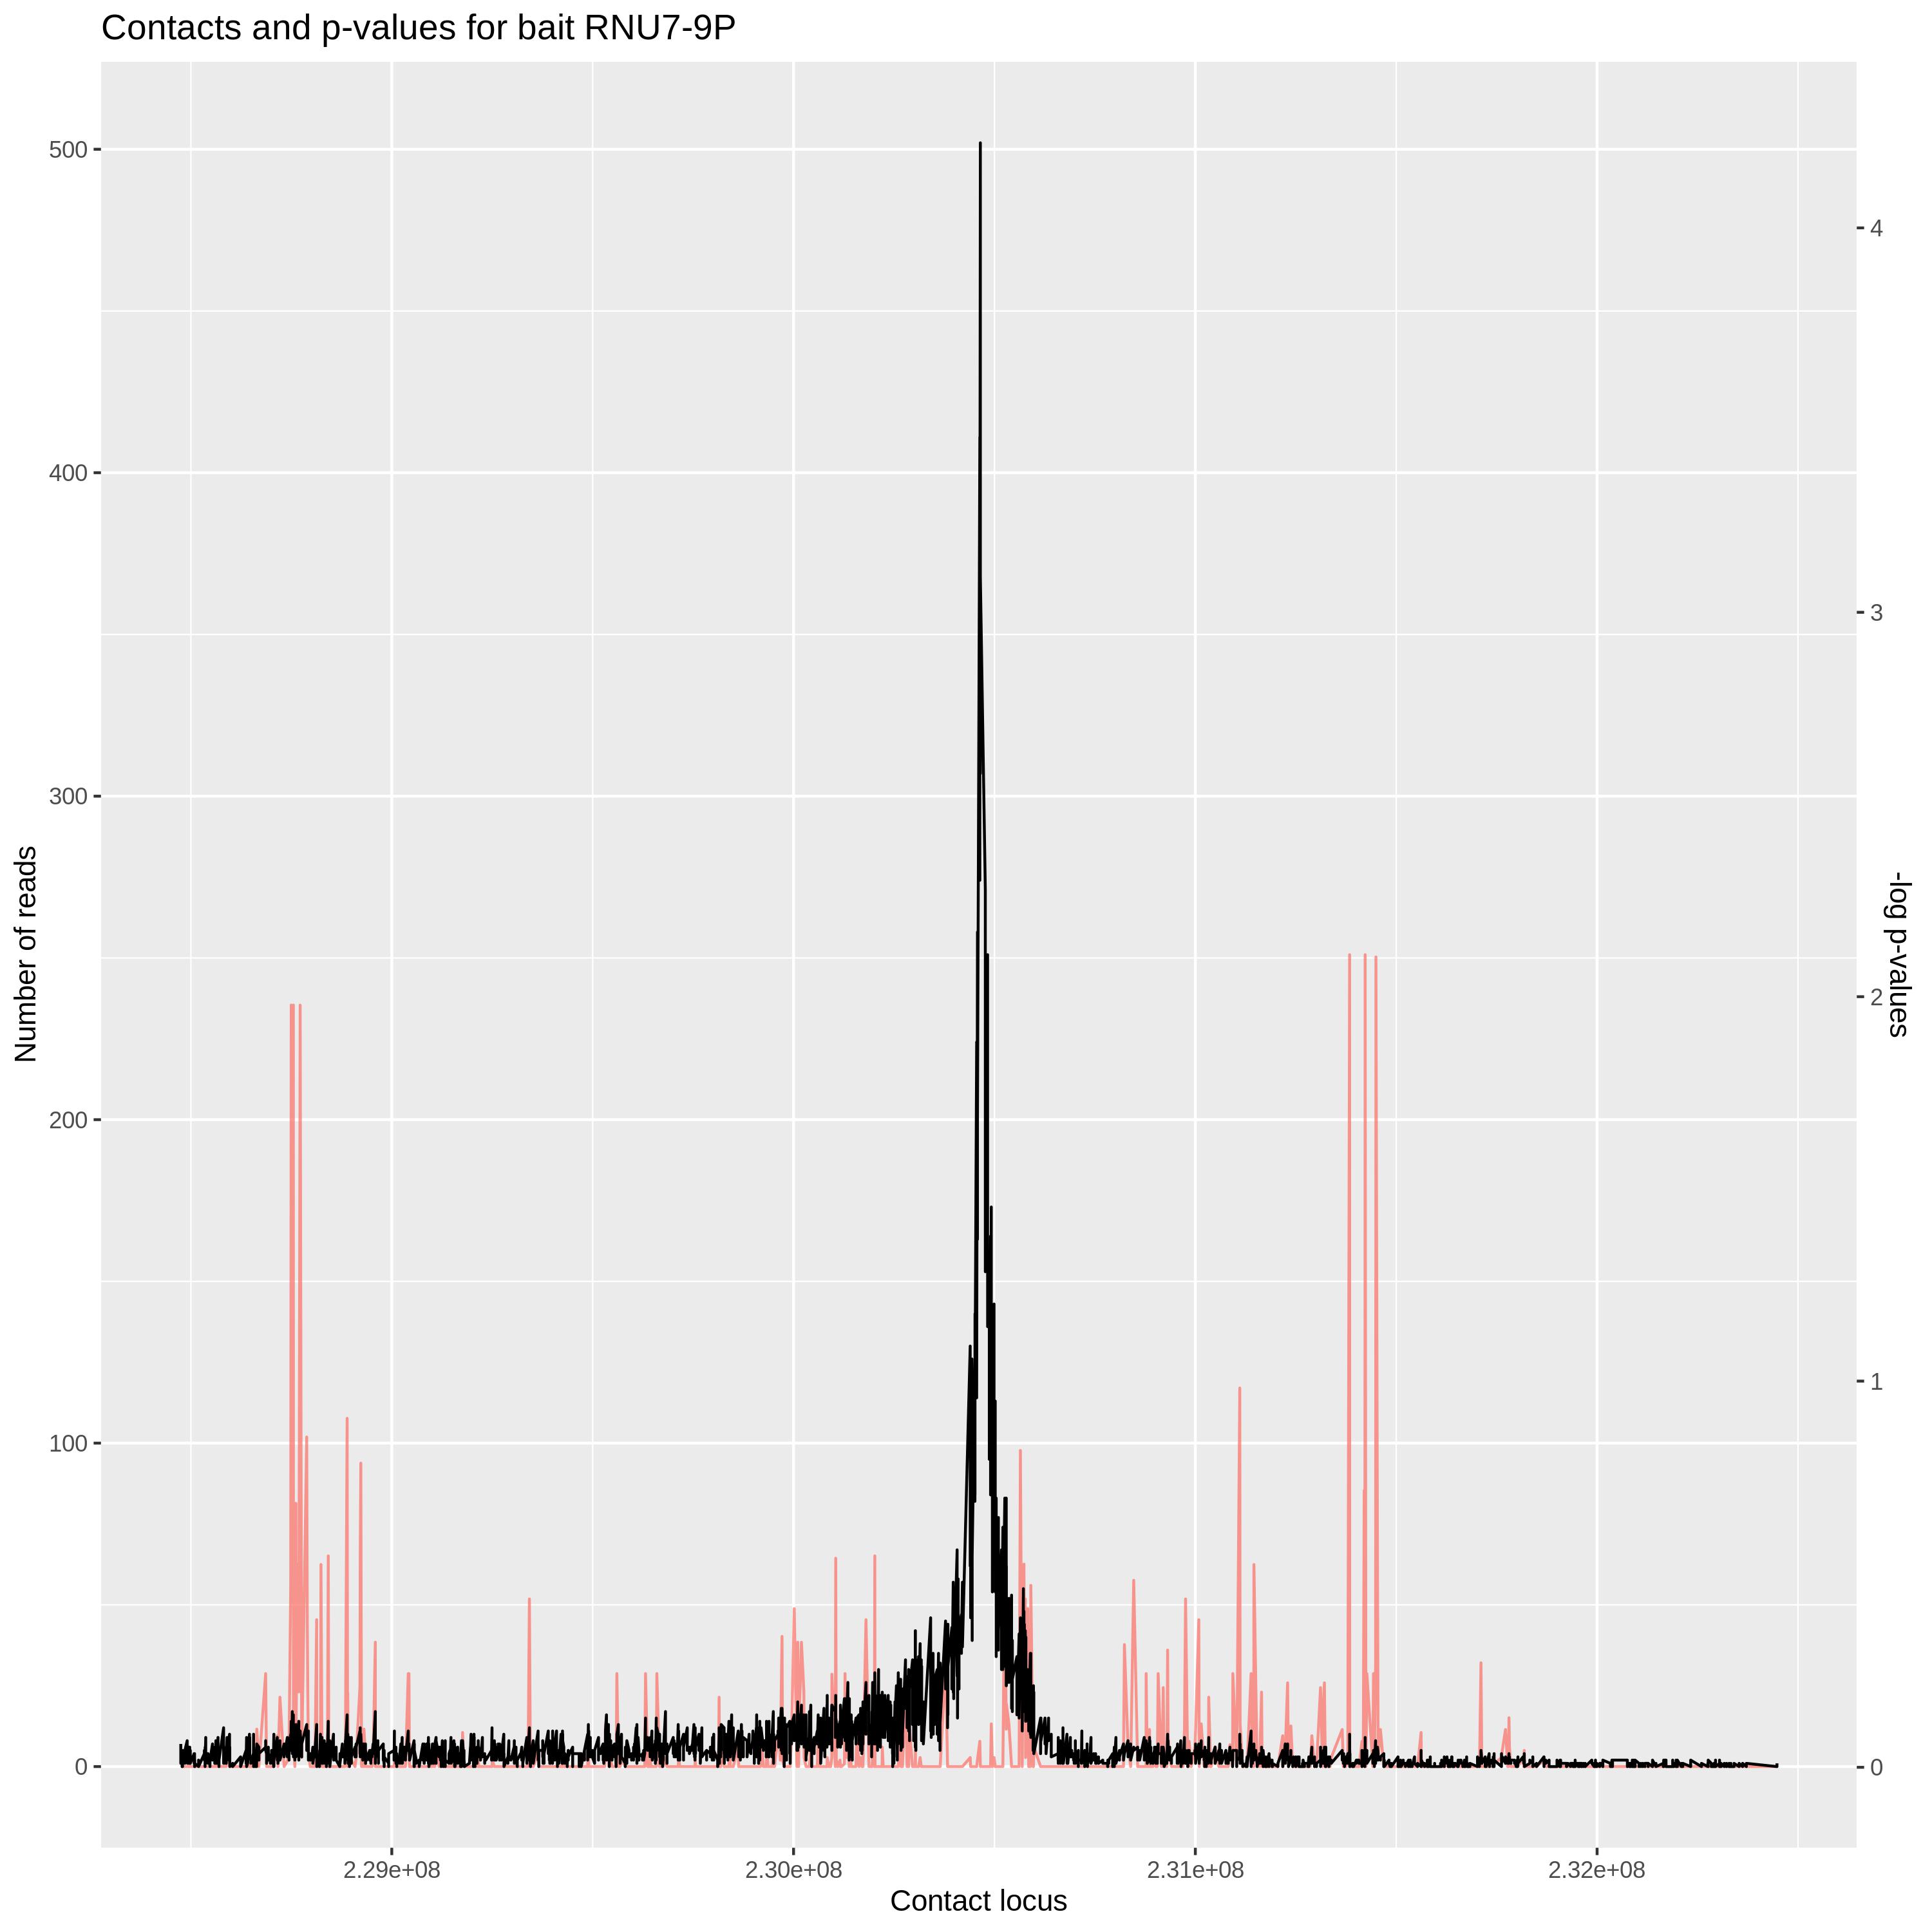 Contacts and p-values for bait RNU7-9P
Number of reads
500
400
300
200
100
0
4
3
2
1
0
-log p-values
2.29e+08
2.30e+08
2.31e+08
2.32e+08
Contact locus